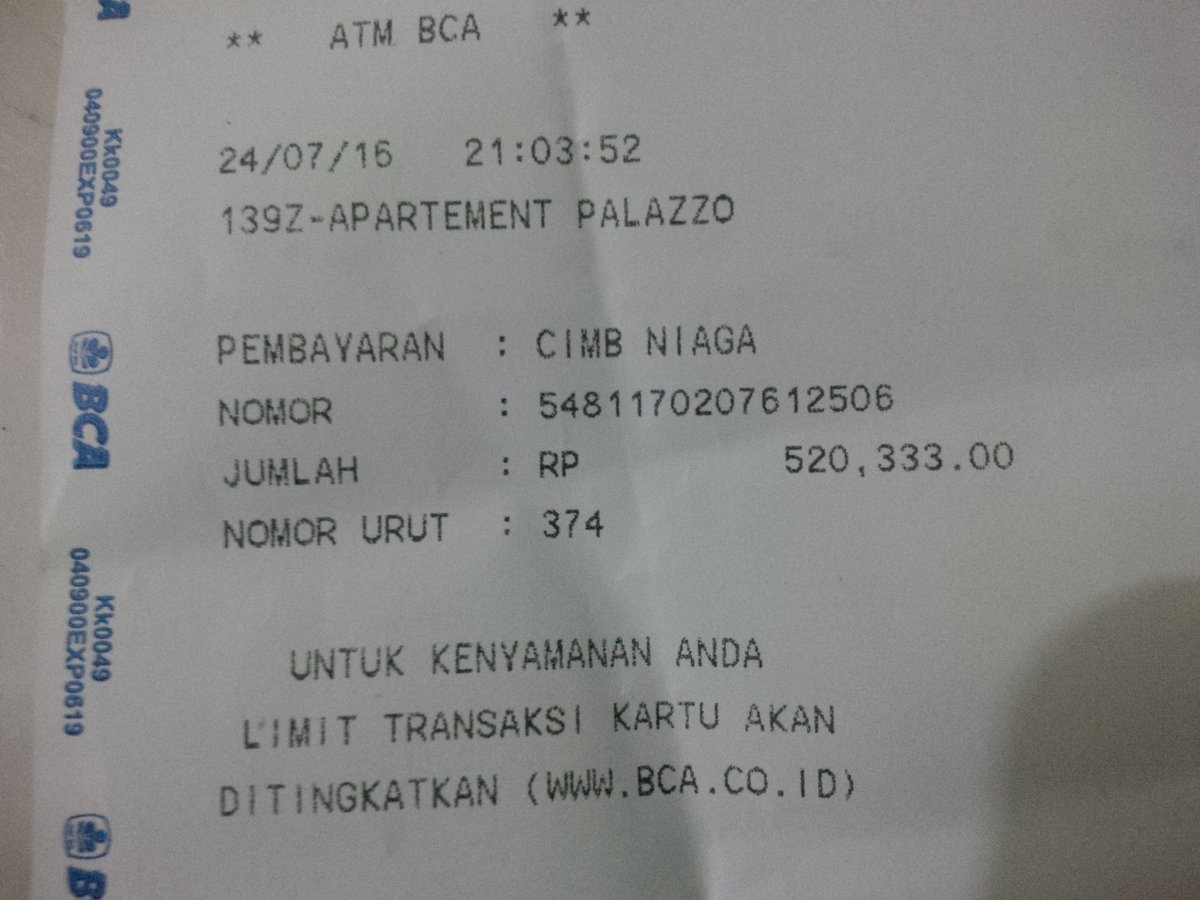 ** ATM BCA **
24/07/16 21:03:52
139Z-APARTEMENT PALAZZO
PEMBAYARAN : CIMB NIAGA
NOMOR : 5481170207612506
JUMLAH : RP 520,333.00
NOMOR URUT : 374
UNTUK KENYAMANAN ANDA
LIMIT TRANSAKSI KARTU AKAN
DITINGKATKAN (WWW.BCA.CO.ID)
Kk0049
040900EXP0619
BCA
Kk0049
040900EXP0619